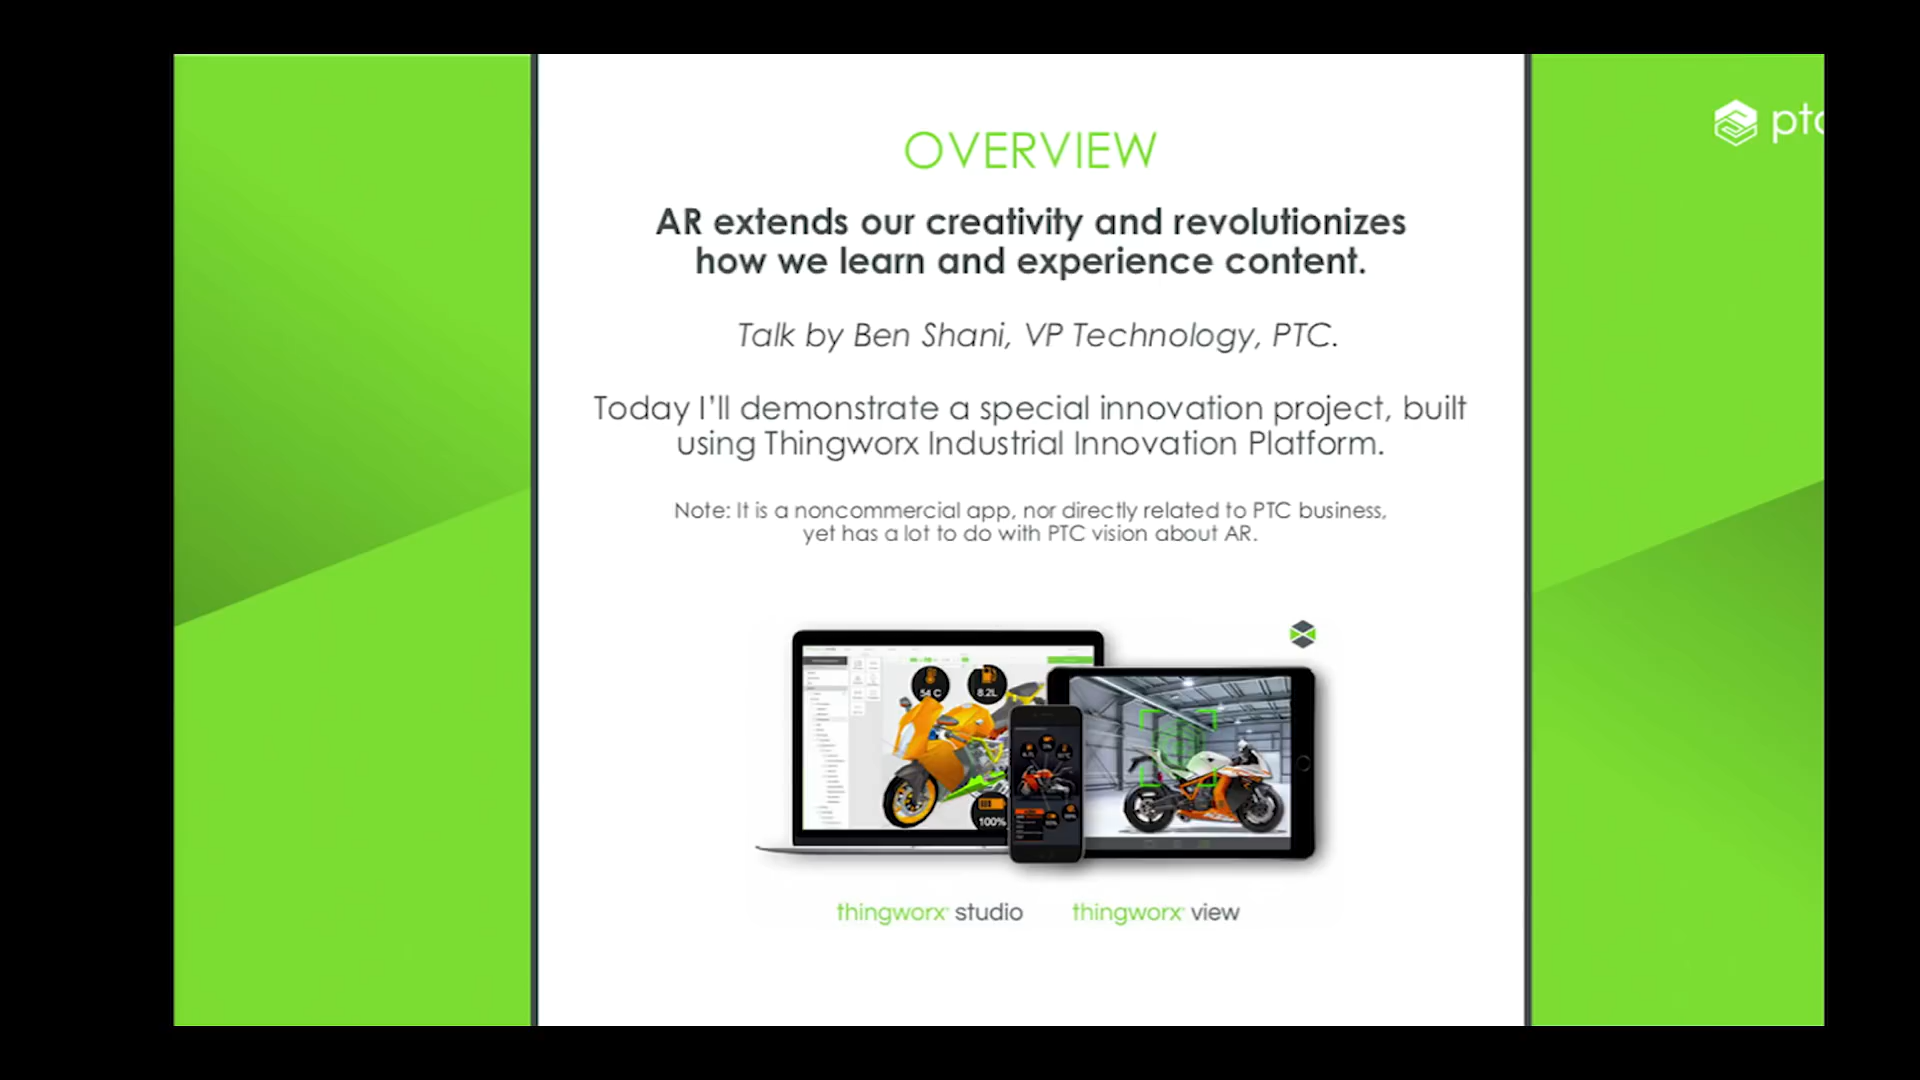 ptc
OVERVIEW
AR extends our creativity and revolutionizes
how we learn and experience content.
Talk by Ben Shani, VP Technology, PTC.
Today I'll demonstrate a special innovation project, built
using Thingworx Industrial Innovation Platform.
Note: It is a noncommercial app, nor directly related to PTC business,
yet has a lot to do with PTC vision about AR.
54 C
8.2L
100%
thingworx studio
thingworx view